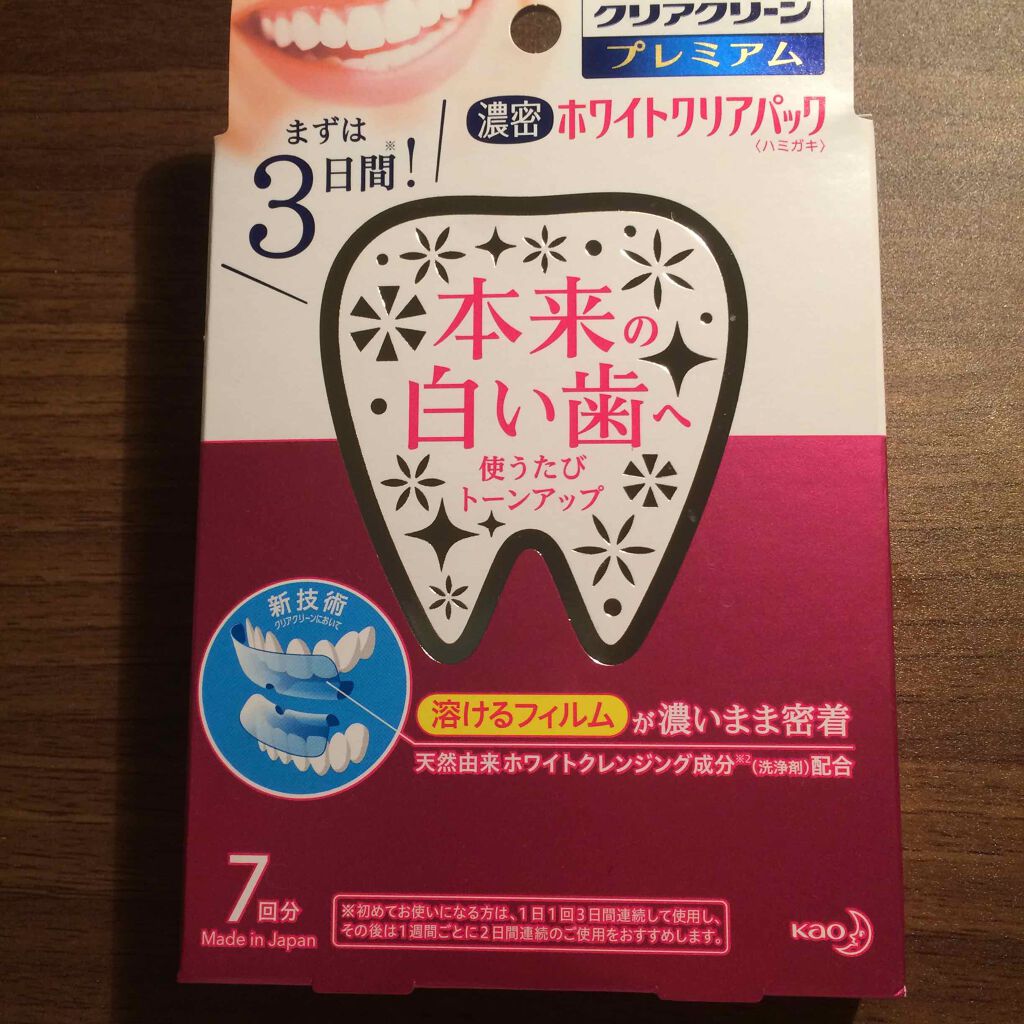 クリアクリーン
プレミアム
濃密 ホワイトクリアパック
〈ハミガキ〉
まずは
3日間※!
本来の
白い歯へ
使うたび
トーンアップ
新技術
クリアクリーンにおいて
溶けるフィルムが濃いまま密着
天然由来ホワイトクレンジング成分※2(洗浄剤)配合
7回分
Made in Japan
※初めてお使いになる方は、1日1回3日間連続して使用し、
その後は1週間ごとに2日間連続のご使用をおすすめします。
Kao